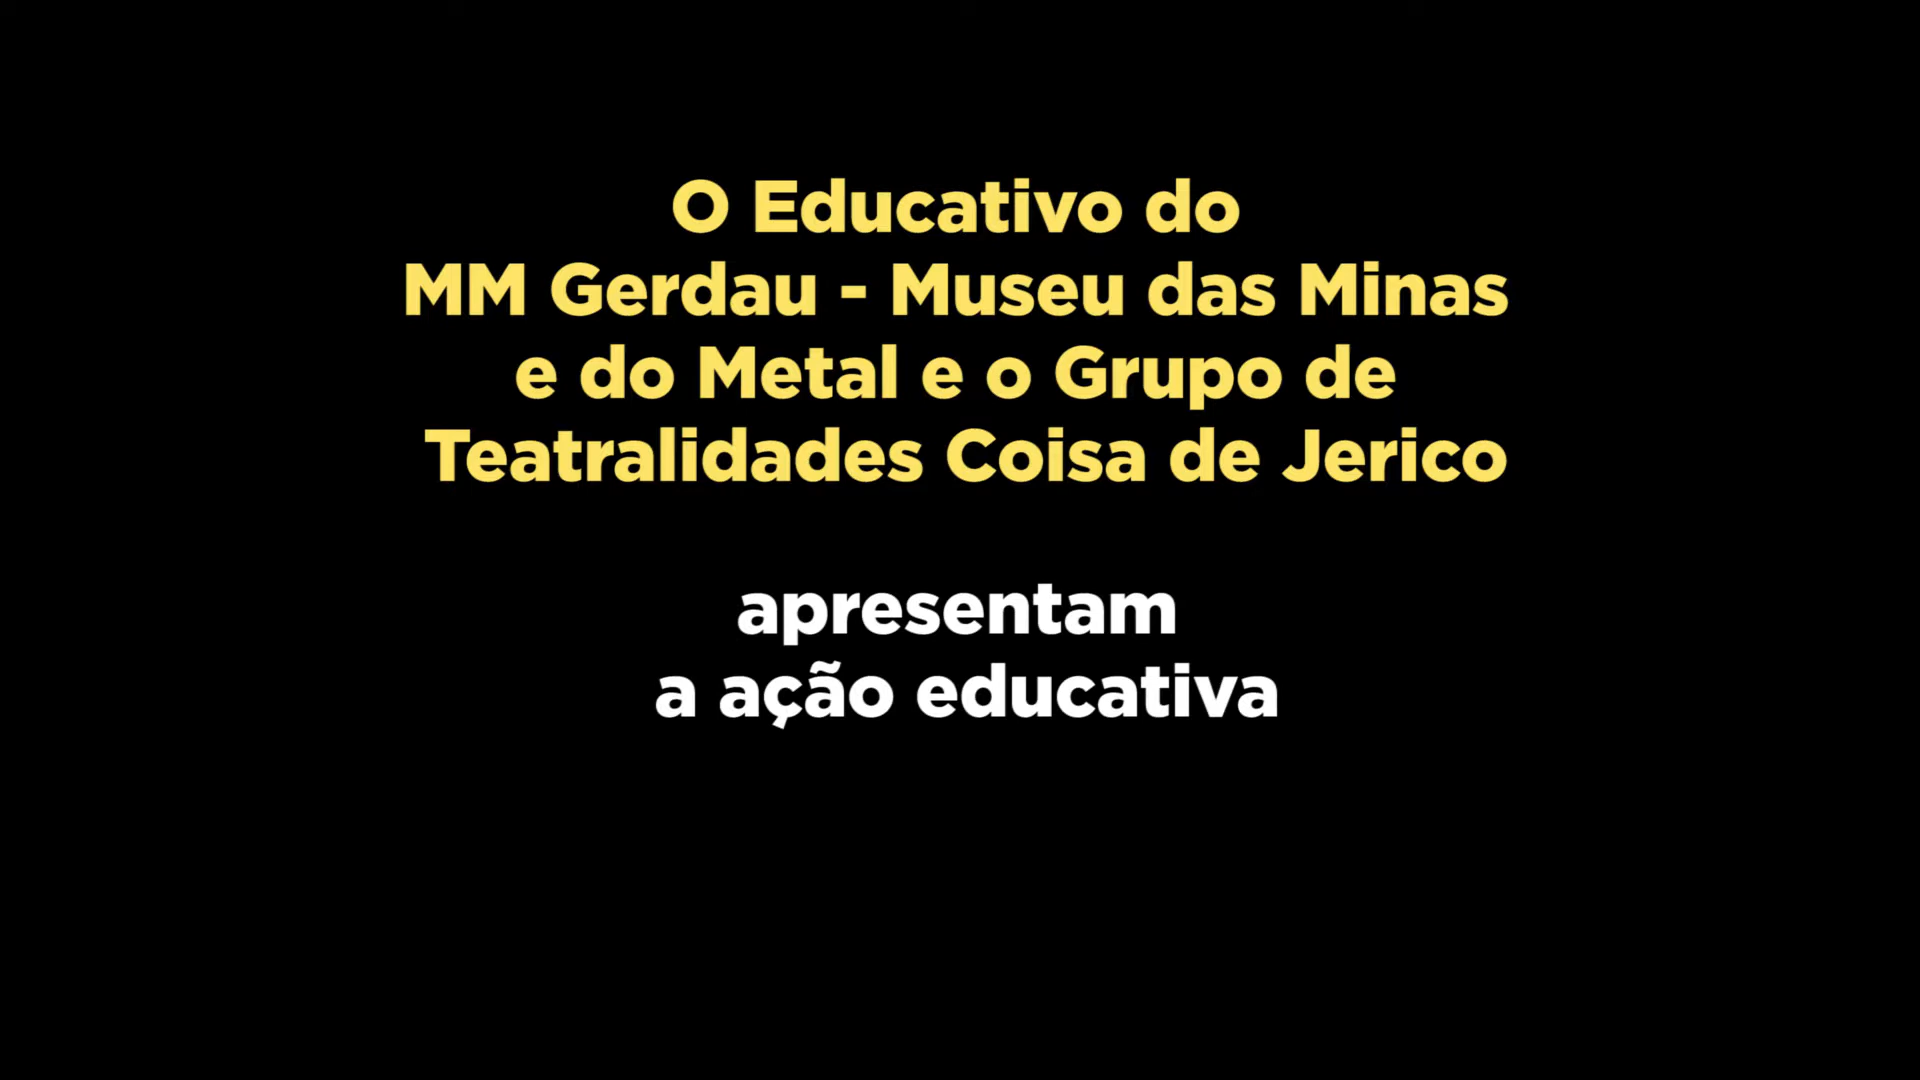 O Educativo do
MM Gerdau - Museu das Minas
e do Metal e o Grupo de
Teatralidades Coisa de Jerico
apresentam
a ação educativa